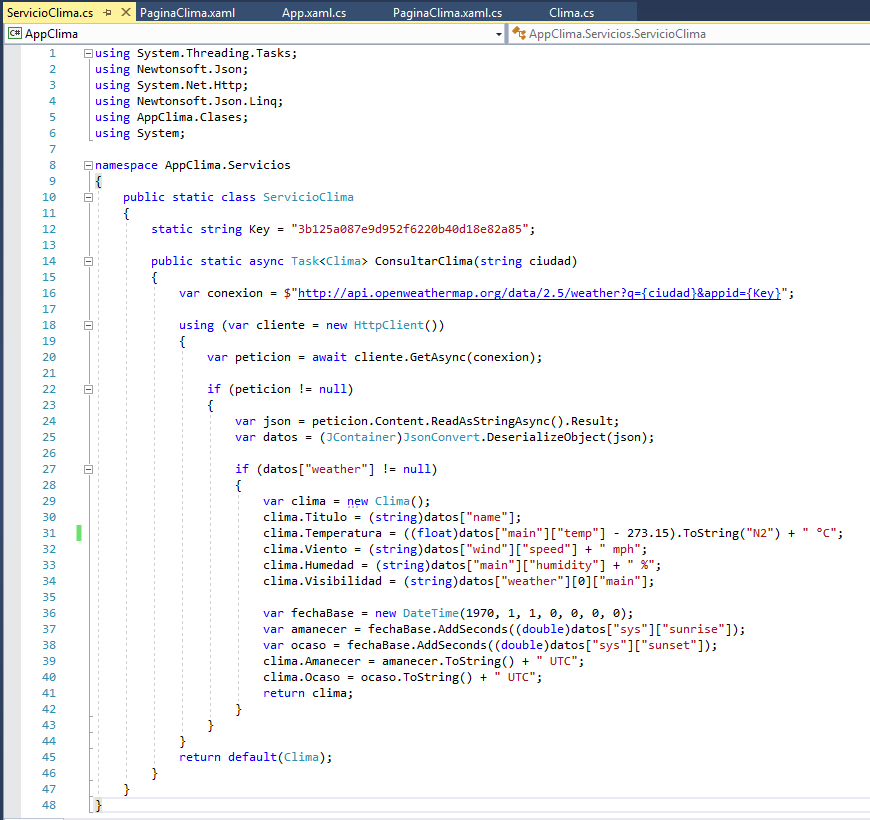 ServicioClima.cs PaginaClima.xaml App.xaml.cs PaginaClima.xaml.cs Clima.cs
C# AppClima AppClima.Servicios.ServicioClima
1 using System.Threading.Tasks;
2 using Newtonsoft.Json;
3 using System.Net.Http;
4 using Newtonsoft.Json.Linq;
5 using AppClima.Clases;
6 using System;
7
8 namespace AppClima.Servicios
9 {
10 public static class ServicioClima
11 {
12 static string Key = "3b125a087e9d952f6220b40d18e82a85";
13
14 public static async Task<Clima> ConsultarClima(string ciudad)
15 {
16 var conexion = $"http://api.openweathermap.org/data/2.5/weather?q={ciudad}&appid={Key}";
17
18 using (var cliente = new HttpClient())
19 {
20 var peticion = await cliente.GetAsync(conexion);
21
22 if (peticion != null)
23 {
24 var json = peticion.Content.ReadAsStringAsync().Result;
25 var datos = (JContainer)JsonConvert.DeserializeObject(json);
26
27 if (datos["weather"] != null)
28 {
29 var clima = new Clima();
30 clima.Titulo = (string)datos["name"];
31 clima.Temperatura = ((float)datos["main"]["temp"] - 273.15).ToString("N2") + " °C";
32 clima.Viento = (string)datos["wind"]["speed"] + " mph";
33 clima.Humedad = (string)datos["main"]["humidity"] + " %";
34 clima.Visibilidad = (string)datos["weather"][0]["main"];
35
36 var fechaBase = new DateTime(1970, 1, 1, 0, 0, 0, 0);
37 var amanecer = fechaBase.AddSeconds((double)datos["sys"]["sunrise"]);
38 var ocaso = fechaBase.AddSeconds((double)datos["sys"]["sunset"]);
39 clima.Amanecer = amanecer.ToString() + " UTC";
40 clima.Ocaso = ocaso.ToString() + " UTC";
41 return clima;
42 }
43 }
44 }
45 return default(Clima);
46 }
47 }
48 }